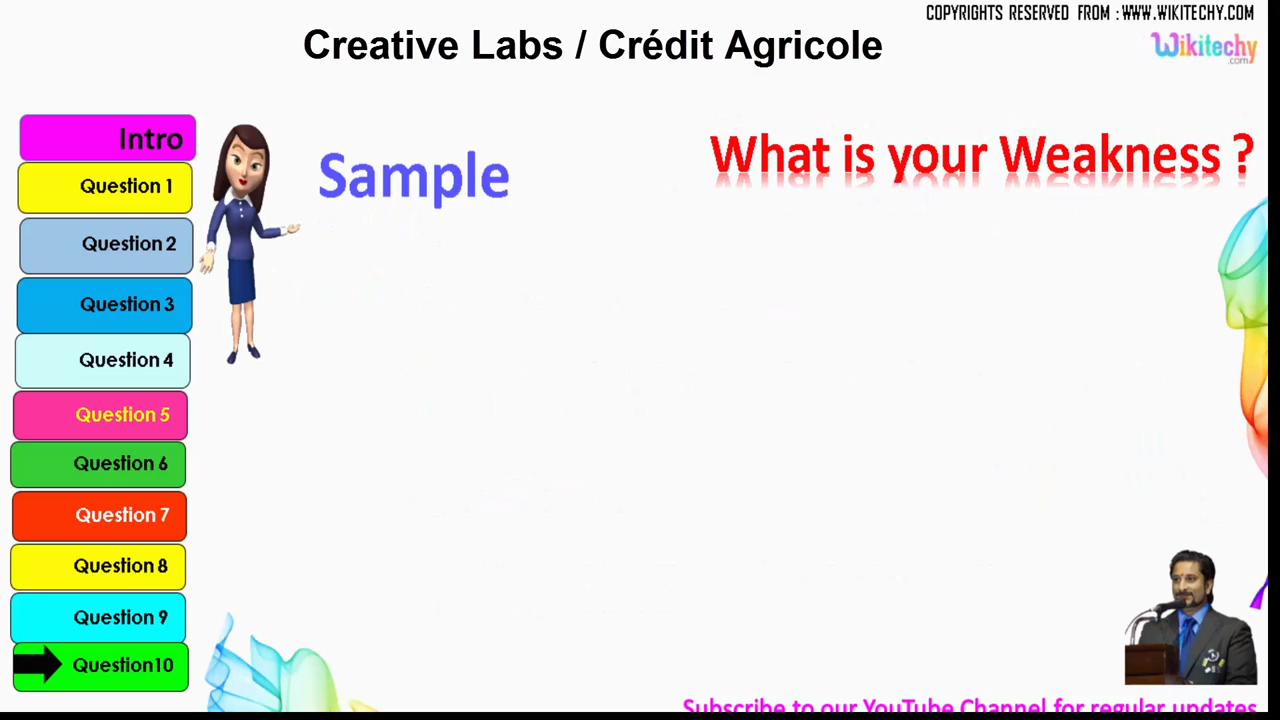 COPYRIGHTS RESERVED FROM : WWW.WIKITECHY.COM
Creative Labs / Crédit Agricole
Wikitechy
.com
Intro
Question 1
Question 2
Question 3
Question 4
Question 5
Question 6
Question 7
Question 8
Question 9
Question10
Sample
What is your Weakness ?
Subscribe to our YouTube Channel for regular updates